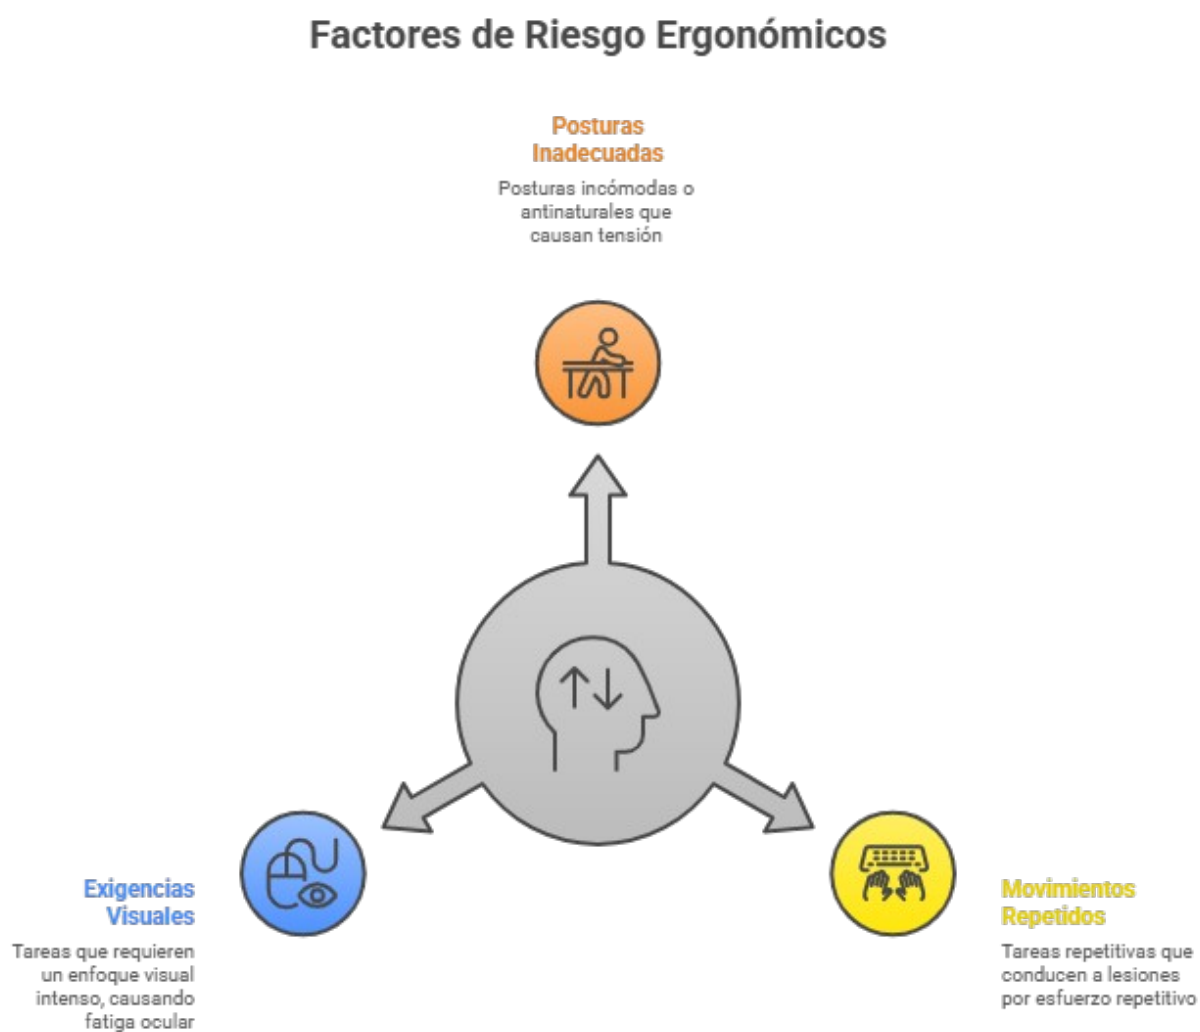 Factores de Riesgo Ergonómicos
Posturas
Inadecuadas
Posturas incómodas o
antinaturales que
causan tensión
Exigencias
Visuales
Tareas que requieren
un enfoque visual
intenso, causando
fatiga ocular
Movimientos
Repetidos
Tareas repetitivas que
conducen a lesiones
por esfuerzo repetitivo